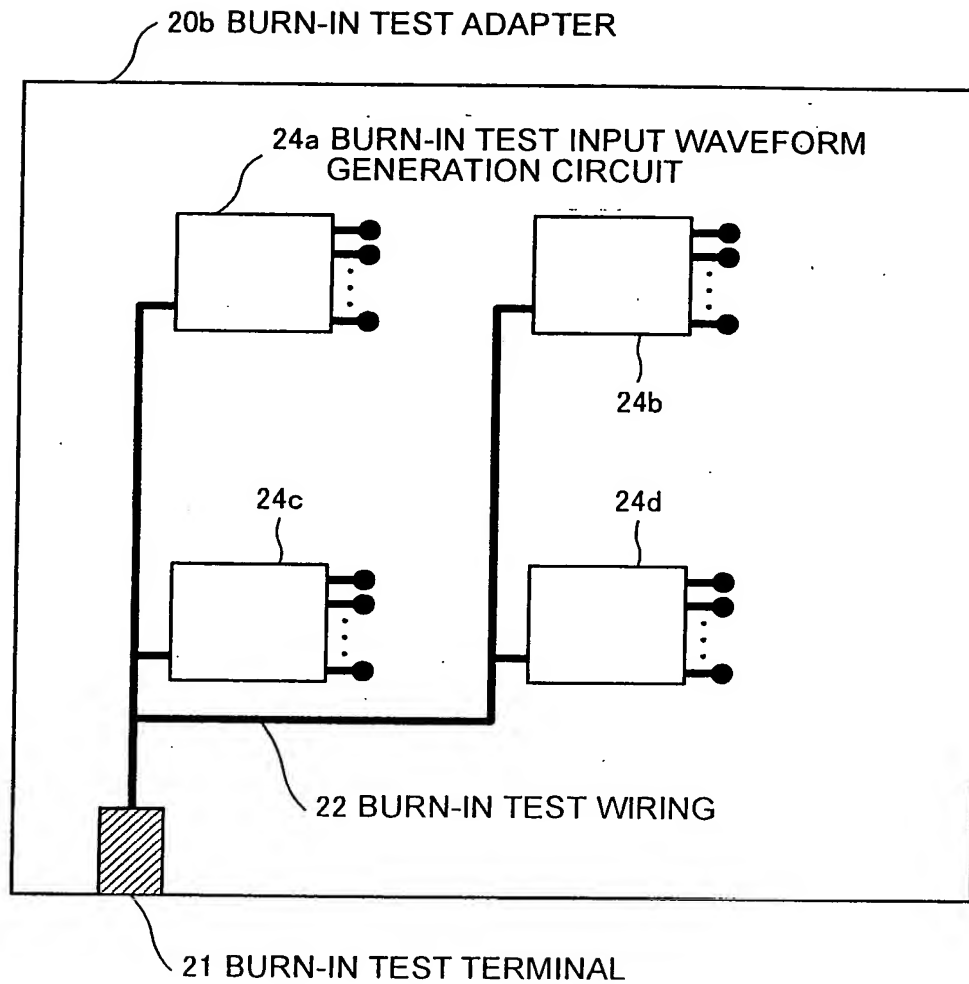 20b BURN-IN TEST ADAPTER
24a BURN-IN TEST INPUT WAVEFORM
GENERATION CIRCUIT
24b
24c
24d
22 BURN-IN TEST WIRING
21 BURN-IN TEST TERMINAL